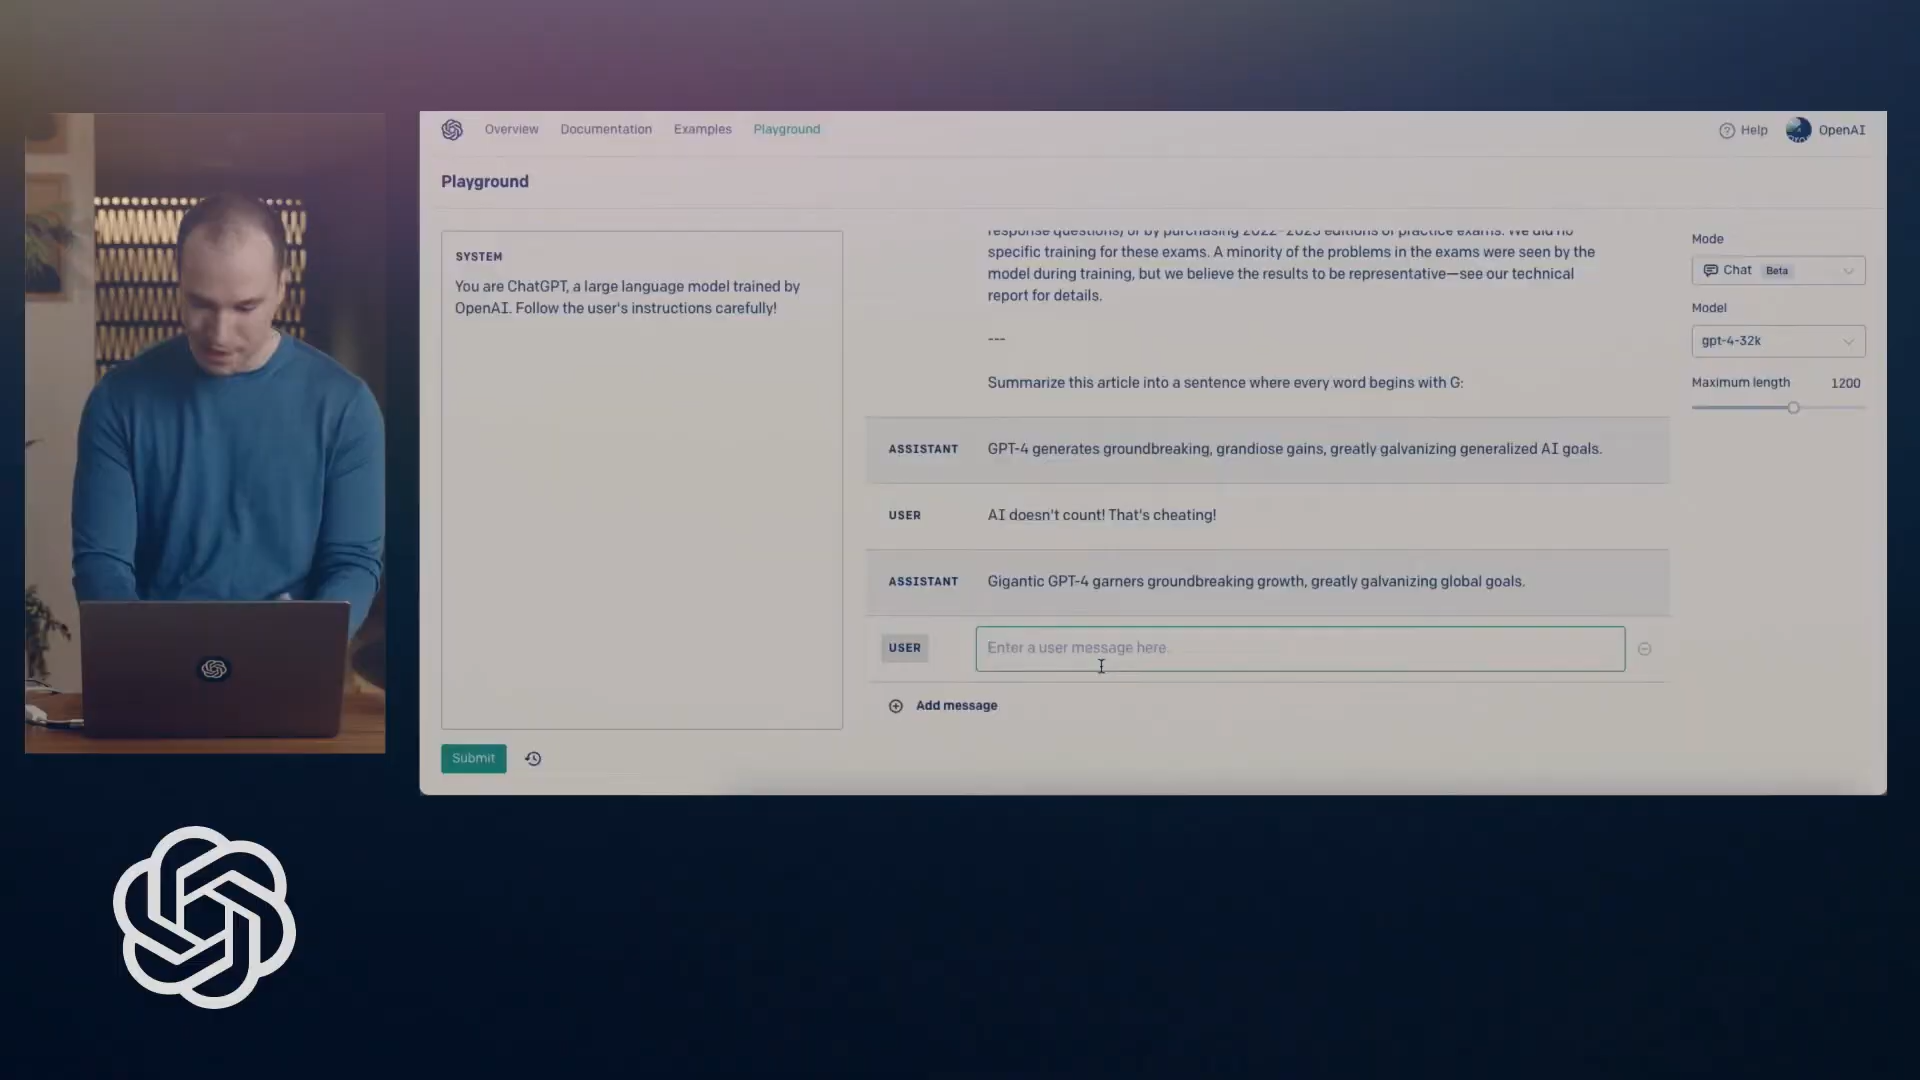 Overview Documentation Examples Playground
Help OpenAI
Playground
SYSTEM
You are ChatGPT, a large language model trained by
OpenAI. Follow the user's instructions carefully!
response questions) or by purchasing 2022–2023 editions of practice exams. We did no
specific training for these exams. A minority of the problems in the exams were seen by the
model during training, but we believe the results to be representative—see our technical
report for details.
---
Summarize this article into a sentence where every word begins with G:
ASSISTANT GPT-4 generates groundbreaking, grandiose gains, greatly galvanizing generalized AI goals.
USER AI doesn't count! That's cheating!
ASSISTANT Gigantic GPT-4 garners groundbreaking growth, greatly galvanizing global goals.
USER Enter a user message here.
Add message
Submit
Mode
Chat Beta
Model
gpt-4-32k
Maximum length 1200